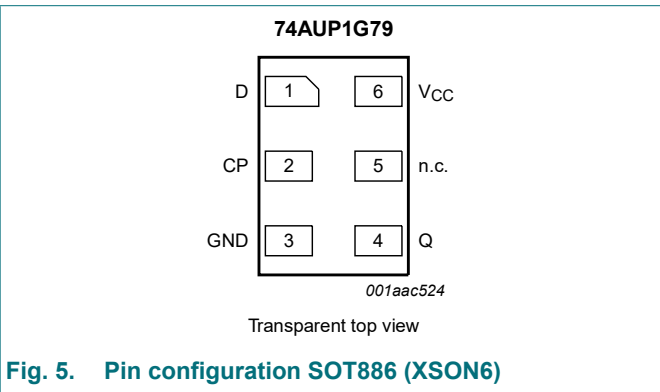 74AUP1G79
D 1 6 VCC
CP 2 5 n.c.
GND 3 4 Q
001aac524
Transparent top view
Fig. 5. Pin configuration SOT886 (XSON6)